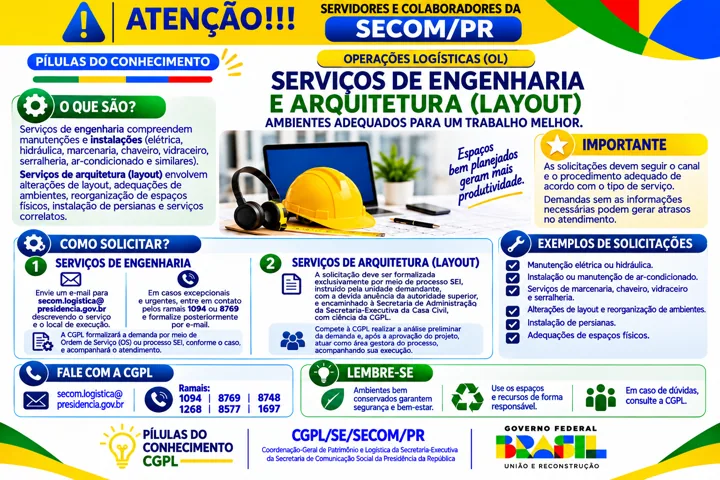 ATENÇÃO!!!
SERVIDORES E COLABORADORES DA
SECOM/PR
PÍLULAS DO CONHECIMENTO
OPERAÇÕES LOGÍSTICAS (OL)
SERVIÇOS DE ENGENHARIA
E ARQUITETURA (LAYOUT)
AMBIENTES ADEQUADOS PARA UM TRABALHO MELHOR.
O QUE SÃO?
Serviços de engenharia compreendem
manutenções e instalações (elétrica,
hidráulica, marcenaria, chaveiro, vidraceiro,
serralheria, ar-condicionado e similares).
Serviços de arquitetura (layout) envolvem
alterações de layout, adequações de
ambientes, reorganização de espaços
físicos, instalação de persianas e serviços
correlatos.
Espaços
bem planejados
geram mais
produtividade.
IMPORTANTE
As solicitações devem seguir o canal
e o procedimento adequado de
acordo com o tipo de serviço.
Demandas sem as informações
necessárias podem gerar atrasos
no atendimento.
COMO SOLICITAR?
1 SERVIÇOS DE ENGENHARIA
Envie um e-mail para
secom.logistica@
presidencia.gov.br
descrevendo o serviço
e o local de execução.
Em casos excepcionais
e urgentes, entre em contato
pelos ramais 1094 ou 8769
e formalize posteriormente
por e-mail.
A CGPL formalizará a demanda por meio de
Ordem de Serviço (OS) ou processo SEI, conforme o caso,
e acompanhará o atendimento.
2 SERVIÇOS DE ARQUITETURA (LAYOUT)
A solicitação deve ser formalizada
exclusivamente por meio de processo SEI,
instruído pela unidade demandante,
com a devida anuência da autoridade superior,
e encaminhado à Secretaria de Administração
da Secretaria-Executiva da Casa Civil,
com ciência da CGPL.
Compete à CGPL realizar a análise preliminar
da demanda e, após a aprovação do projeto,
atuar como área gestora do processo,
acompanhando sua execução.
EXEMPLOS DE SOLICITAÇÕES
Manutenção elétrica ou hidráulica.
Instalação ou manutenção de ar-condicionado.
Serviços de marcenaria, chaveiro, vidraceiro
e serralheria.
Alterações de layout e reorganização de ambientes.
Instalação de persianas.
Adequações de espaços físicos.
FALE COM A CGPL
secom.logistica@
presidencia.gov.br
Ramais:
1094 | 8769 | 8748
1268 | 8577 | 1697
LEMBRE-SE
Ambientes bem
conservados garantem
segurança e bem-estar.
Use os espaços
e recursos de forma
responsável.
Em caso de dúvidas,
consulte a CGPL.
PÍLULAS DO
CONHECIMENTO
CGPL
CGPL/SE/SECOM/PR
Coordenação-Geral de Patrimônio e Logística da Secretaria-Executiva
da Secretaria de Comunicação Social da Presidência da República
GOVERNO FEDERAL
BRASIL
UNIÃO E RECONSTRUÇÃO